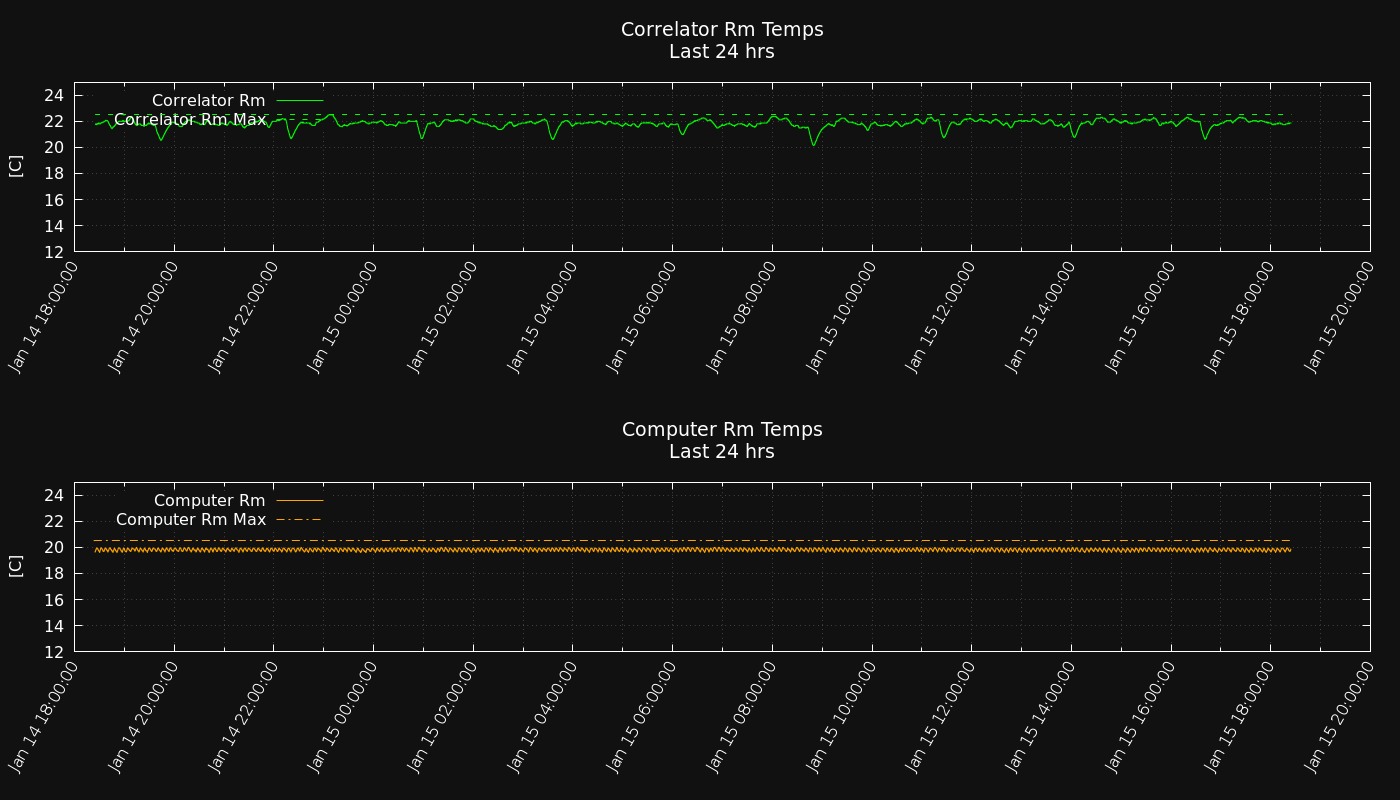 Correlator Rm Temps
Last 24 hrs
Correlator Rm
Correlator Rm Max
[C]
24
22
20
18
16
14
12
Jan 14 18:00:00
Jan 14 20:00:00
Jan 14 22:00:00
Jan 15 00:00:00
Jan 15 02:00:00
Jan 15 04:00:00
Jan 15 06:00:00
Jan 15 08:00:00
Jan 15 10:00:00
Jan 15 12:00:00
Jan 15 14:00:00
Jan 15 16:00:00
Jan 15 18:00:00
Jan 15 20:00:00
Computer Rm Temps
Last 24 hrs
Computer Rm
Computer Rm Max
[C]
24
22
20
18
16
14
12
Jan 14 18:00:00
Jan 14 20:00:00
Jan 14 22:00:00
Jan 15 00:00:00
Jan 15 02:00:00
Jan 15 04:00:00
Jan 15 06:00:00
Jan 15 08:00:00
Jan 15 10:00:00
Jan 15 12:00:00
Jan 15 14:00:00
Jan 15 16:00:00
Jan 15 18:00:00
Jan 15 20:00:00